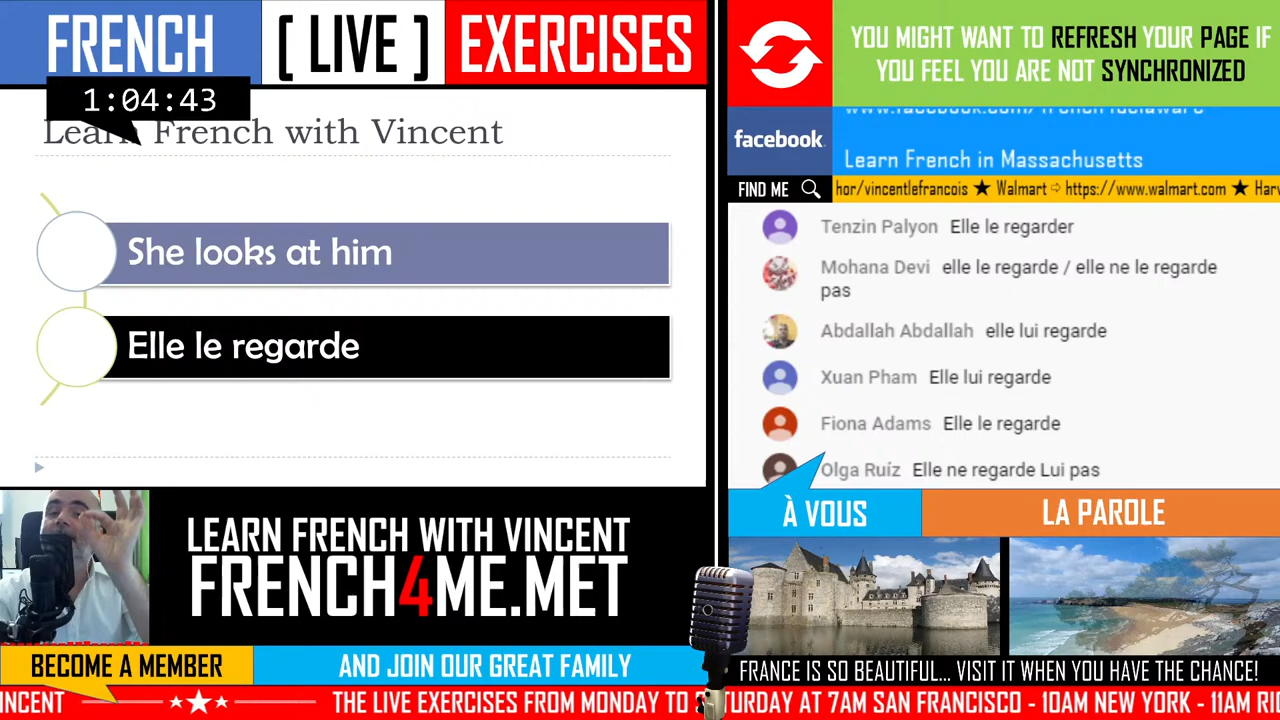 FRENCH
[ LIVE ]
EXERCISES
1:04:43
Learn French with Vincent
She looks at him
Elle le regarde
LEARN FRENCH WITH VINCENT
FRENCH4ME.MET
BECOME A MEMBER
AND JOIN OUR GREAT FAMILY
YOU MIGHT WANT TO REFRESH YOUR PAGE IF
YOU FEEL YOU ARE NOT SYNCHRONIZED
facebook.
Learn French in Massachusetts
FIND ME
hor/vincentlefrancois ★ Walmart ⇨ https://www.walmart.com ★ Har
Tenzin Palyon Elle le regarder
Mohana Devi elle le regarde / elle ne le regarde
pas
Abdallah Abdallah elle lui regarde
Xuan Pham Elle lui regarde
Fiona Adams Elle le regarde
Olga Ruíz Elle ne regarde Lui pas
À VOUS
LA PAROLE
FRANCE IS SO BEAUTIFUL... VISIT IT WHEN YOU HAVE THE CHANCE!
INCENT
THE LIVE EXERCISES FROM MONDAY TO S TURDAY AT 7AM SAN FRANCISCO - 10AM NEW YORK - 11AM RI